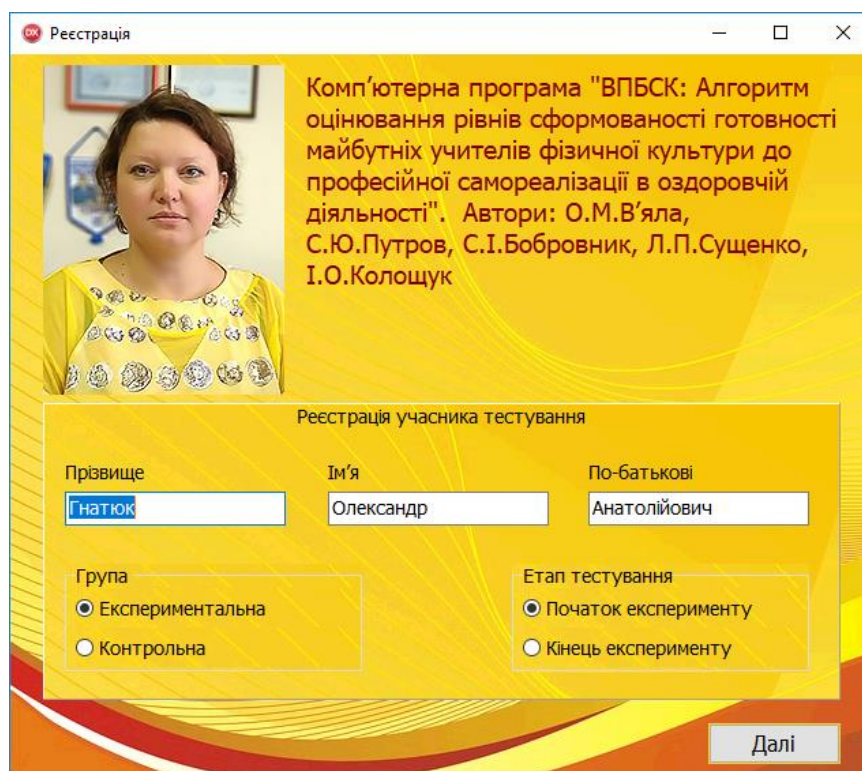 Реєстрація
Комп’ютерна програма "ВПБСК: Алгоритм
оцінювання рівнів сформованості готовності
майбутніх учителів фізичної культури до
професійної самореалізації в оздоровчій
діяльності". Автори: О.М.В’яла,
С.Ю.Путров, С.І.Бобровник, Л.П.Сущенко,
І.О.Колощук
Реєстрація учасника тестування
Прізвище Ім’я По-батькові
Гнатюк Олександр Анатолійович
Група Етап тестування
Експериментальна Початок експерименту
Контрольна Кінець експерименту
Далі